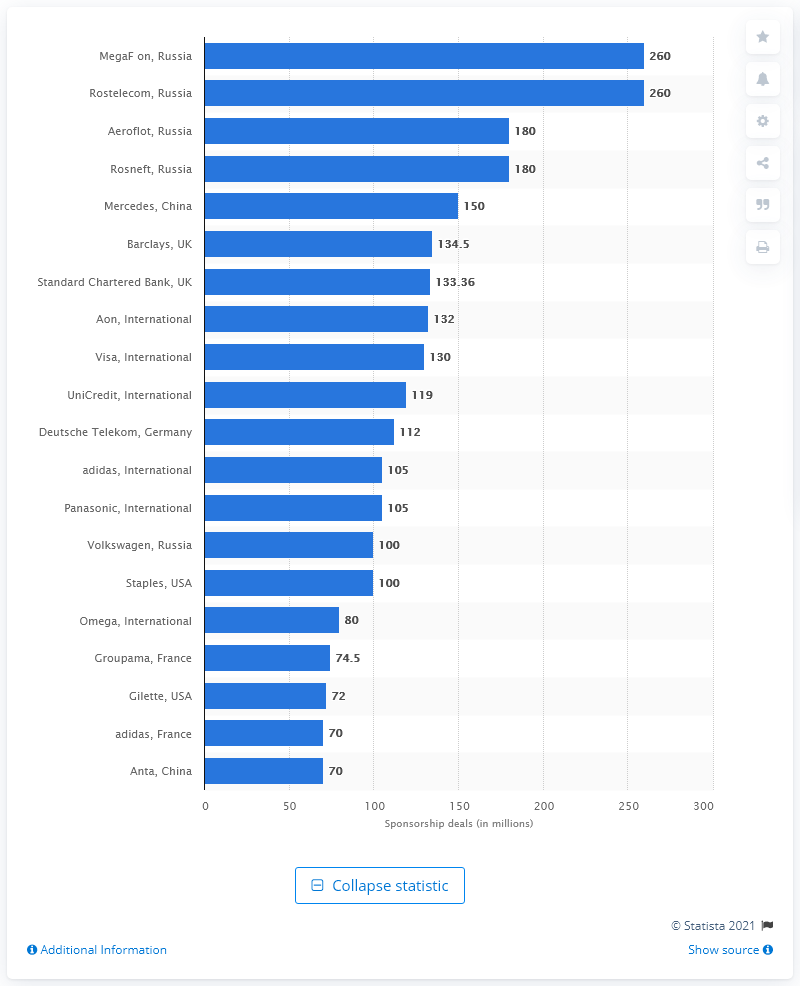 MegaF on, Russia 260
Rostelecom, Russia 260
Aeroflot, Russia 180
Rosneft, Russia 180
Mercedes, China 150
Barclays, UK 134.5
Standard Chartered Bank, UK 133.36
Aon, International 132
Visa, International 130
UniCredit, International 119
Deutsche Telekom, Germany 112
adidas, International 105
Panasonic, International 105
Volkswagen, Russia 100
Staples, USA 100
Omega, International 80
Groupama, France 74.5
Gilette, USA 72
adidas, France 70
Anta, China 70
0 50 100 150 200 250 300
Sponsorship deals (in millions)
Collapse statistic
© Statista 2021
Additional Information Show source